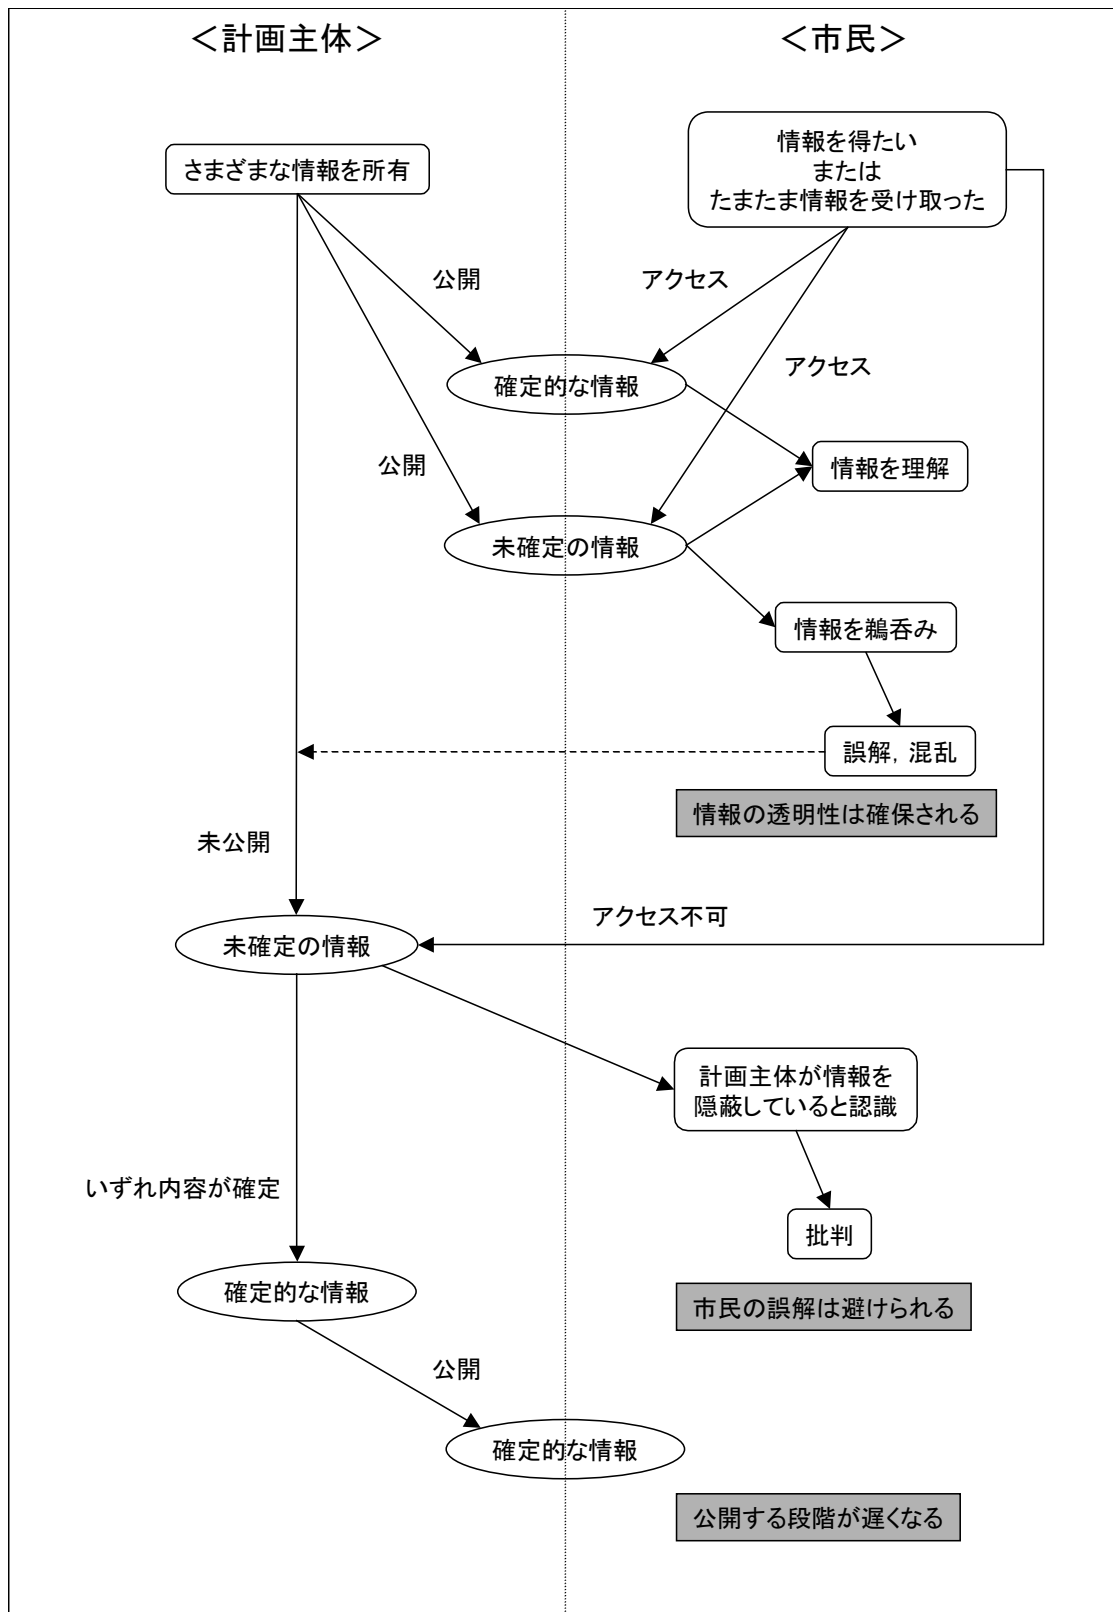 ＜計画主体＞
＜市民＞
さまざまな情報を所有
情報を得たい
または
たまたま情報を受け取った
公開
アクセス
アクセス
確定的な情報
公開
情報を理解
未確定の情報
情報を鵜呑み
誤解，混乱
情報の透明性は確保される
未公開
アクセス不可
未確定の情報
計画主体が情報を
隠蔽していると認識
いずれ内容が確定
批判
確定的な情報
市民の誤解は避けられる
公開
確定的な情報
公開する段階が遅くなる